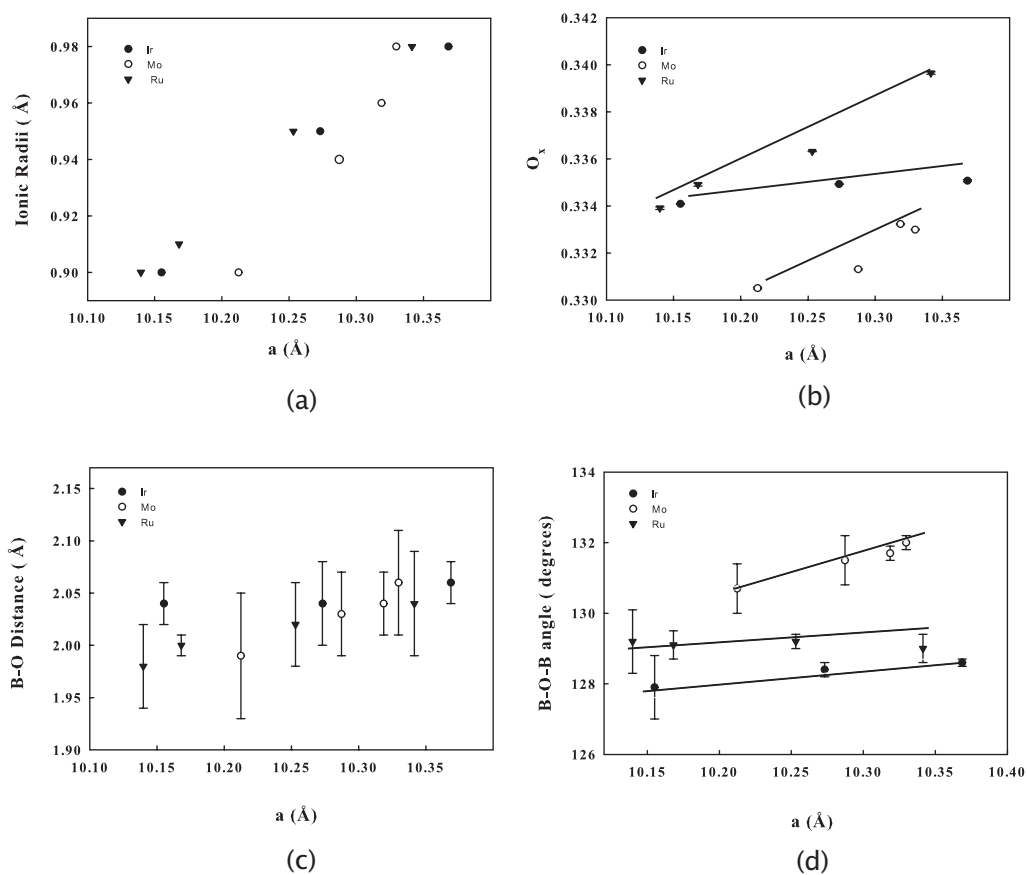 Ionic Radii ( Å)
0.98
0.96
0.94
0.92
0.90
Ir
Mo
Ru
10.10 10.15 10.20 10.25 10.30 10.35
a (Å)
(a)
Oₓ
0.342
0.340
0.338
0.336
0.334
0.332
0.330
Ir
Mo
Ru
10.10 10.15 10.20 10.25 10.30 10.35
a (Å)
(b)
B-O Distance ( Å)
2.15
2.10
2.05
2.00
1.95
1.90
Ir
Mo
Ru
10.10 10.15 10.20 10.25 10.30 10.35
a (Å)
(c)
B-O-B angle ( degrees)
134
132
130
128
126
Ir
Mo
Ru
10.15 10.20 10.25 10.30 10.35 10.40
a (Å)
(d)